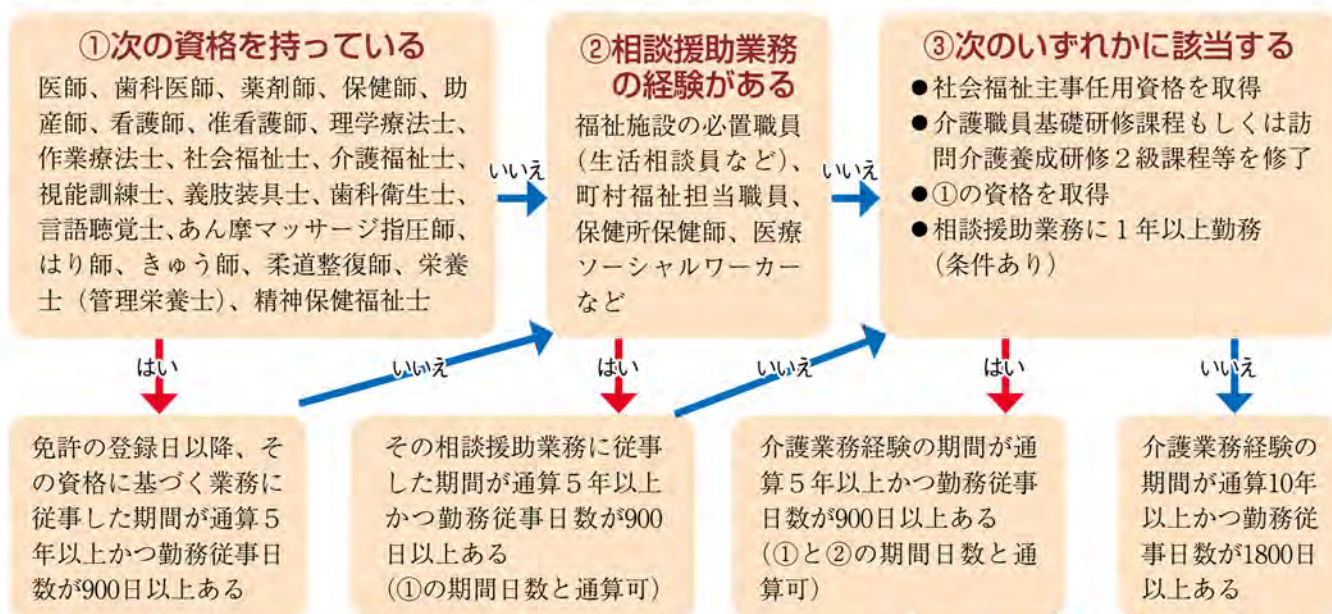 ①次の資格を持っている
医師、歯科医師、薬剤師、保健師、助
産師、看護師、准看護師、理学療法士、
作業療法士、社会福祉士、介護福祉士、
視能訓練士、義肢装具士、歯科衛生士、
言語聴覚士、あん摩マッサージ指圧師、
はり師、きゅう師、柔道整復師、栄養
士（管理栄養士）、精神保健福祉士
いいえ
②相談援助業務
の経験がある
福祉施設の必置職員
（生活相談員など）、
町村福祉担当職員、
保健所保健師、医療
ソーシャルワーカー
など
いいえ
③次のいずれかに該当する
●社会福祉主事任用資格を取得
●介護職員基礎研修課程もしくは訪
問介護養成研修２級課程等を修了
●①の資格を取得
●相談援助業務に１年以上勤務
（条件あり）
はい
いいえ
はい
いいえ
はい
いいえ
免許の登録日以降、そ
の資格に基づく業務に
従事した期間が通算５
年以上かつ勤務従事日
数が900日以上ある
その相談援助業務に従事
した期間が通算５年以上
かつ勤務従事日数が900
日以上ある
（①の期間日数と通算可）
介護業務経験の期間が通
算５年以上かつ勤務従事
日数が900日以上ある
（①と②の期間日数と通
算可）
介護業務経験の
期間が通算10年
以上かつ勤務従
事日数が1800日
以上ある